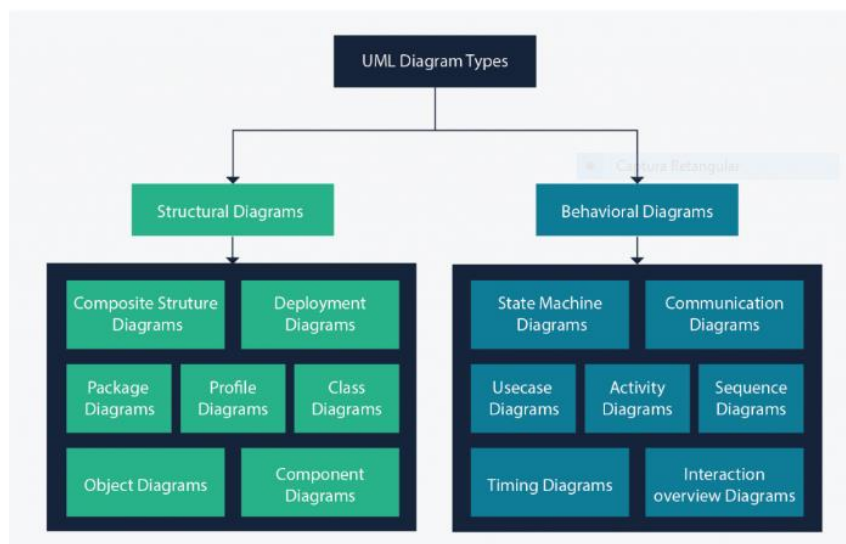 UML Diagram Types
Captura Retangular
Structural Diagrams
Behavioral Diagrams
Composite Struture
Diagrams
Deployment
Diagrams
Package
Diagrams
Profile
Diagrams
Class
Diagrams
Object Diagrams
Component
Diagrams
State Machine
Diagrams
Communication
Diagrams
Usecase
Diagrams
Activity
Diagrams
Sequence
Diagrams
Timing Diagrams
Interaction
overview Diagrams